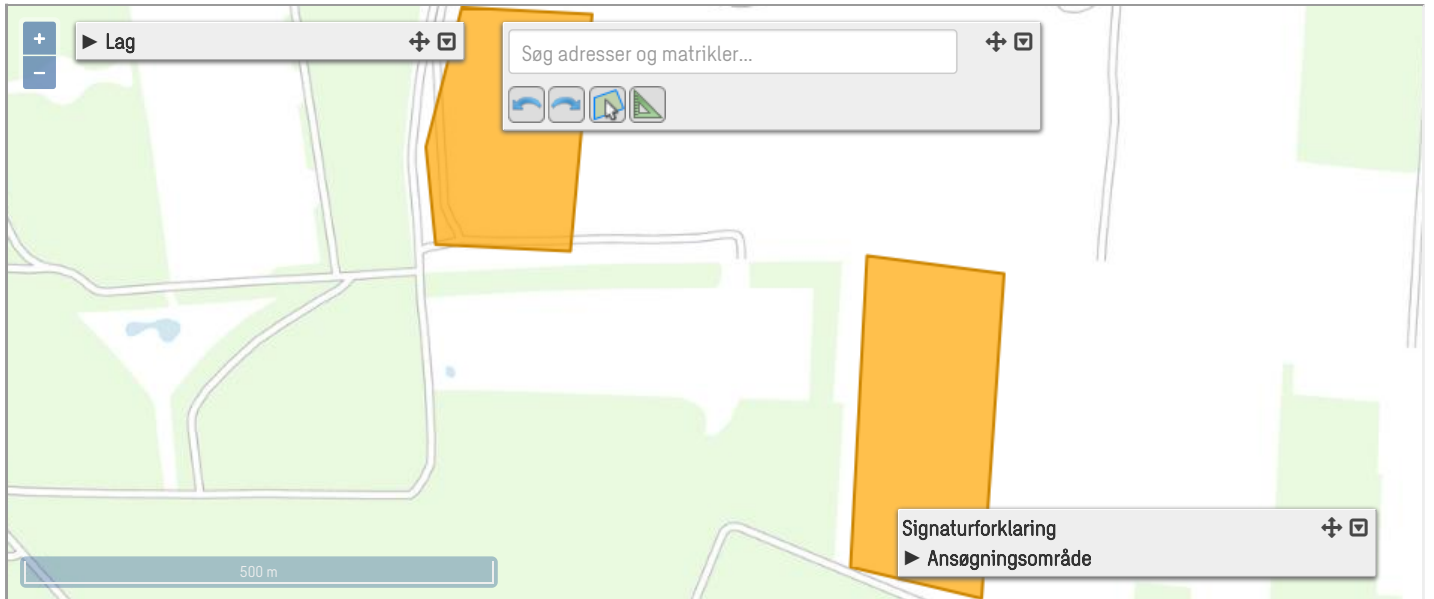 +
–
► Lag
Søg adresser og matrikler...
Signaturforklaring
► Ansøgningsområde
500 m